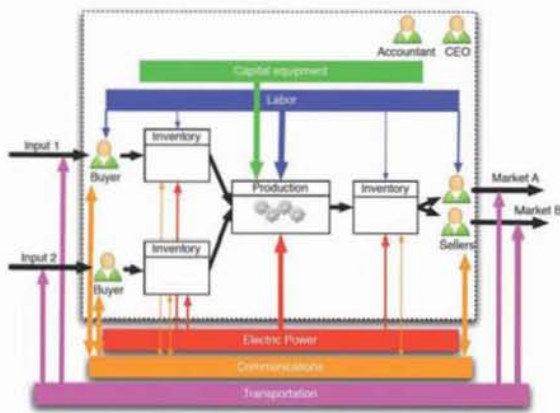 Accountant CEO
Capital equipment
Labor
Input 1
Inventory
Buyer
Production
Inventory
Market A
Market B
Input 2
Inventory
Buyer
Sellers
Electric Power
Communications
Transportation